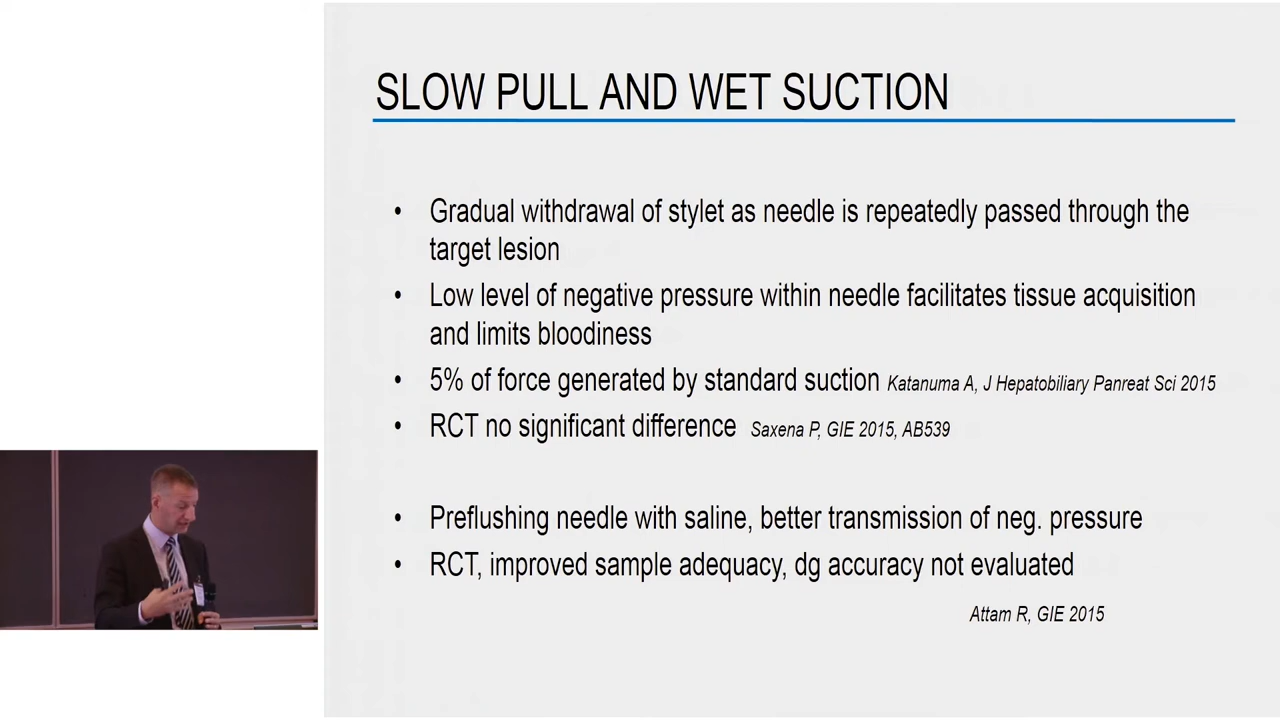 SLOW PULL AND WET SUCTION
• Gradual withdrawal of stylet as needle is repeatedly passed through the
target lesion
• Low level of negative pressure within needle facilitates tissue acquisition
and limits bloodiness
• 5% of force generated by standard suction Katanuma A, J Hepatobiliary Panreat Sci 2015
• RCT no significant difference Saxena P, GIE 2015, AB539
• Preflushing needle with saline, better transmission of neg. pressure
• RCT, improved sample adequacy, dg accuracy not evaluated
Attam R, GIE 2015